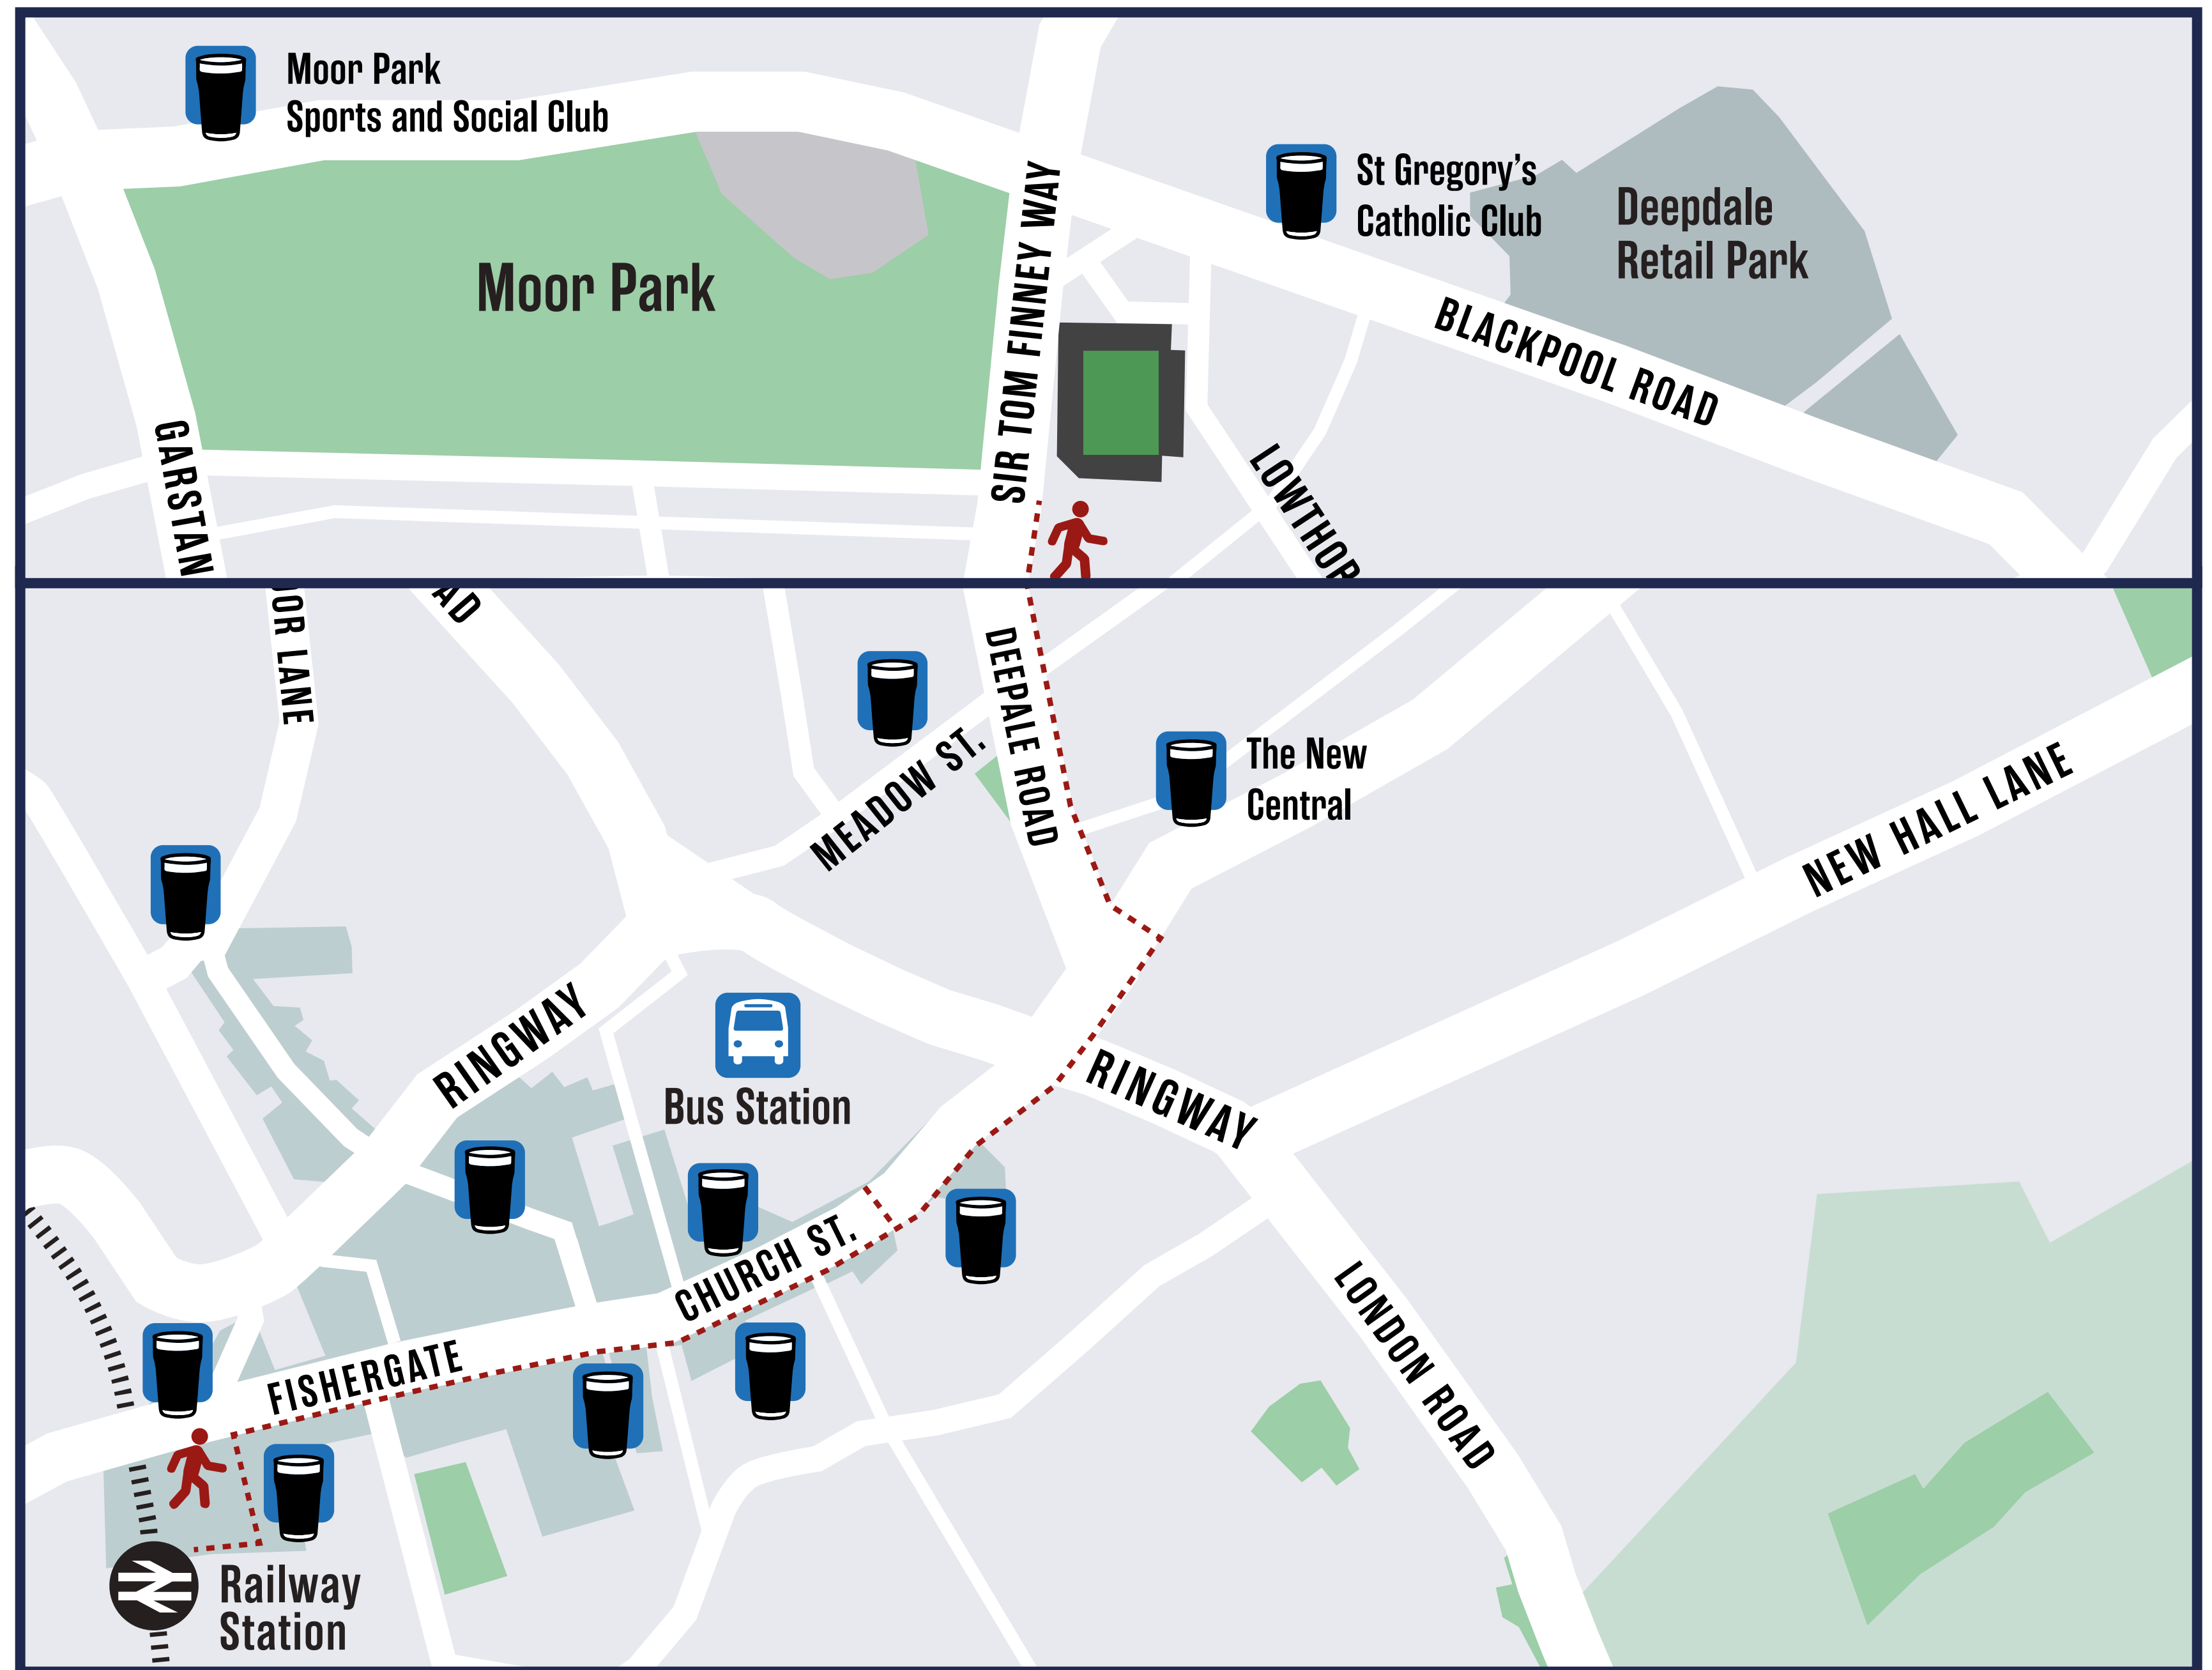 Moor Park
Sports and Social Club
St Gregory's
Catholic Club
Deepdale
Retail Park
Moor Park
SIR TOM FINNEY WAY
BLACKPOOL ROAD
GARSTAN
LOWTHOR
OOR LANE
AD
DEEPALE ROAD
MEADOW ST.
The New
Central
NEW HALL LANE
RINGWAY
Bus Station
RINGWAY
CHURCH ST.
FISHERGATE
LONDON ROAD
Railway
Station